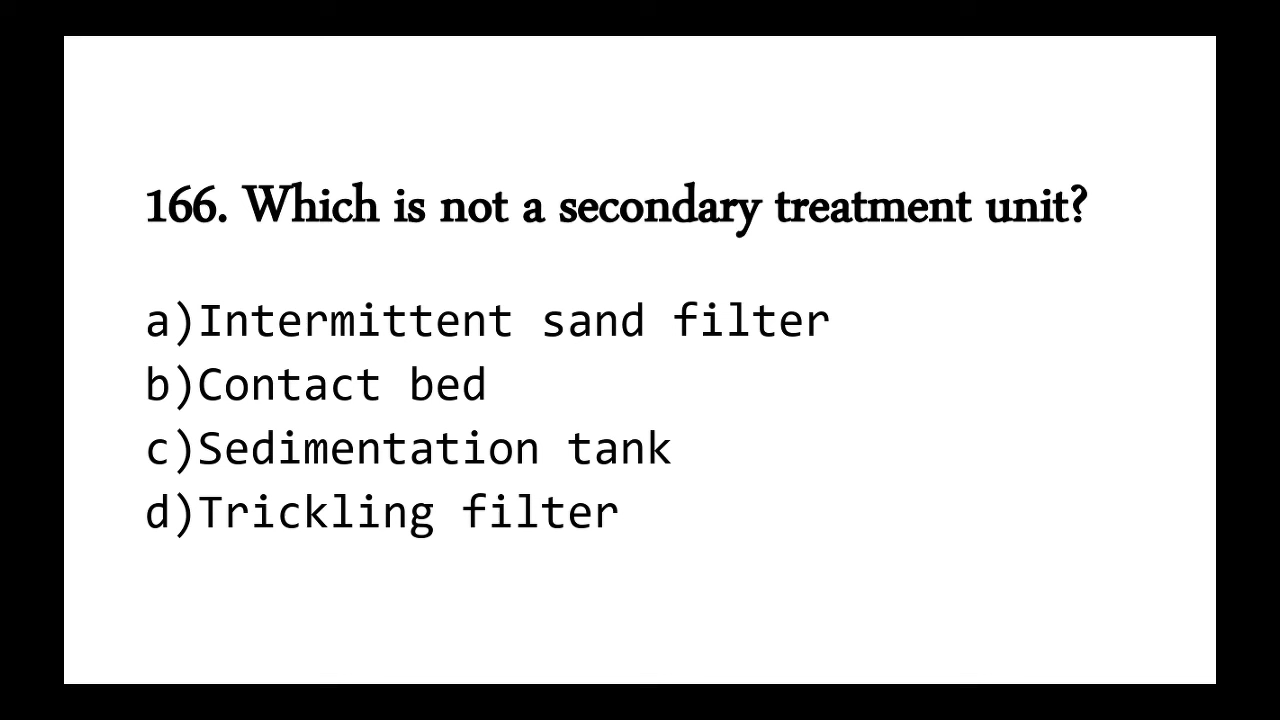 166. Which is not a secondary treatment unit?
a)Intermittent sand filter
b)Contact bed
c)Sedimentation tank
d)Trickling filter